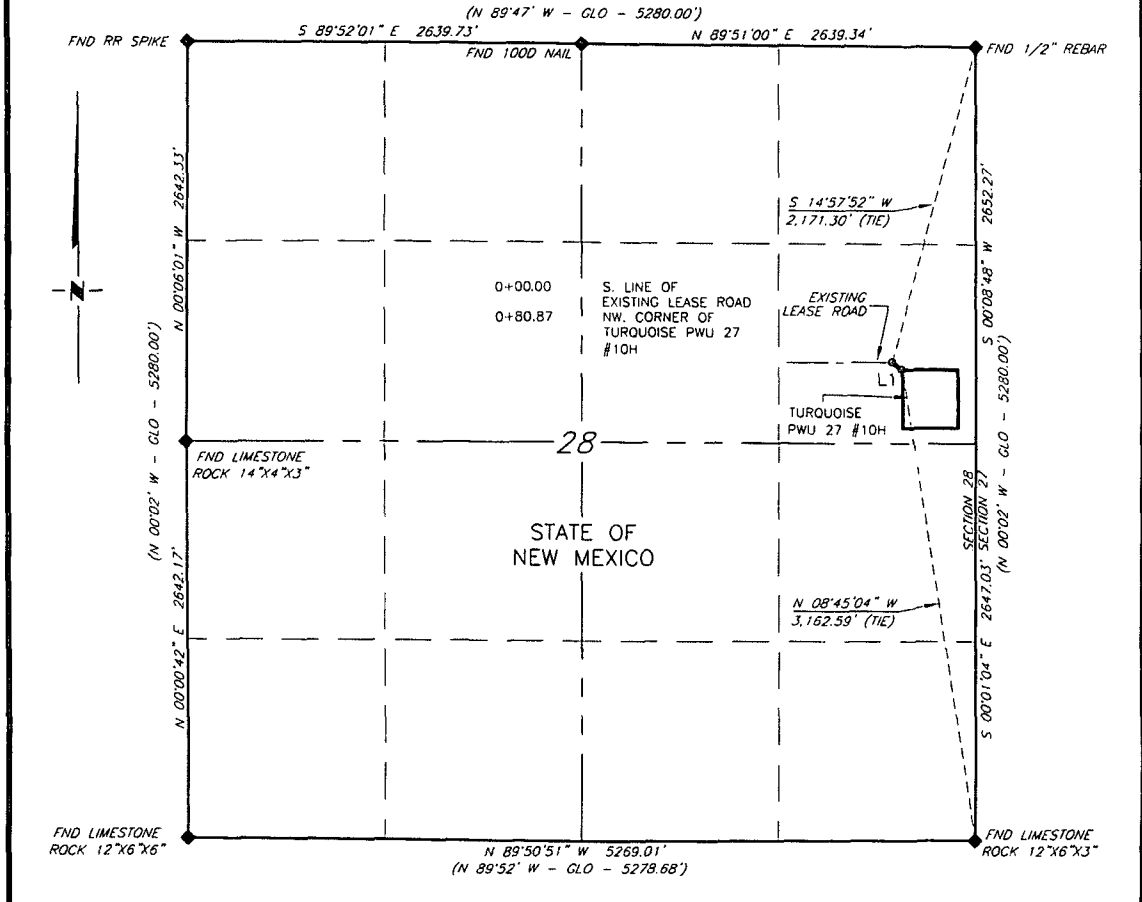 (N 89°47' W - GLO - 5280.00')
S 89°52'01" E 2639.73'
N 89°51'00" E 2639.34'
FND RR SPIKE
FND 100D NAIL
FND 1/2" REBAR
N 00°06'01" W 2642.33'
S 00°08'48" W 2652.27'
S 14°57'52" W
2,171.30' (TIE)
N
0+00.00 S. LINE OF
EXISTING LEASE ROAD
0+80.87 NW. CORNER OF
TURQUOISE PWU 27
#10H
EXISTING
LEASE ROAD
L1
TURQUOISE
PWU 27 #10H
(N 00°02' W - GLO - 5280.00')
(N 00°02' W - GLO - 5280.00')
28
FND LIMESTONE
ROCK 14"X4"X3"
SECTION 28
SECTION 27
STATE OF
NEW MEXICO
N 00°00'42" E 2642.17'
S 00°01'04" E 2647.03'
N 08°45'04" W
3,162.59' (TIE)
FND LIMESTONE
ROCK 12"X6"X6"
FND LIMESTONE
ROCK 12"X6"X3"
N 89°50'51" W 5269.01'
(N 89°52' W - GLO - 5278.68')